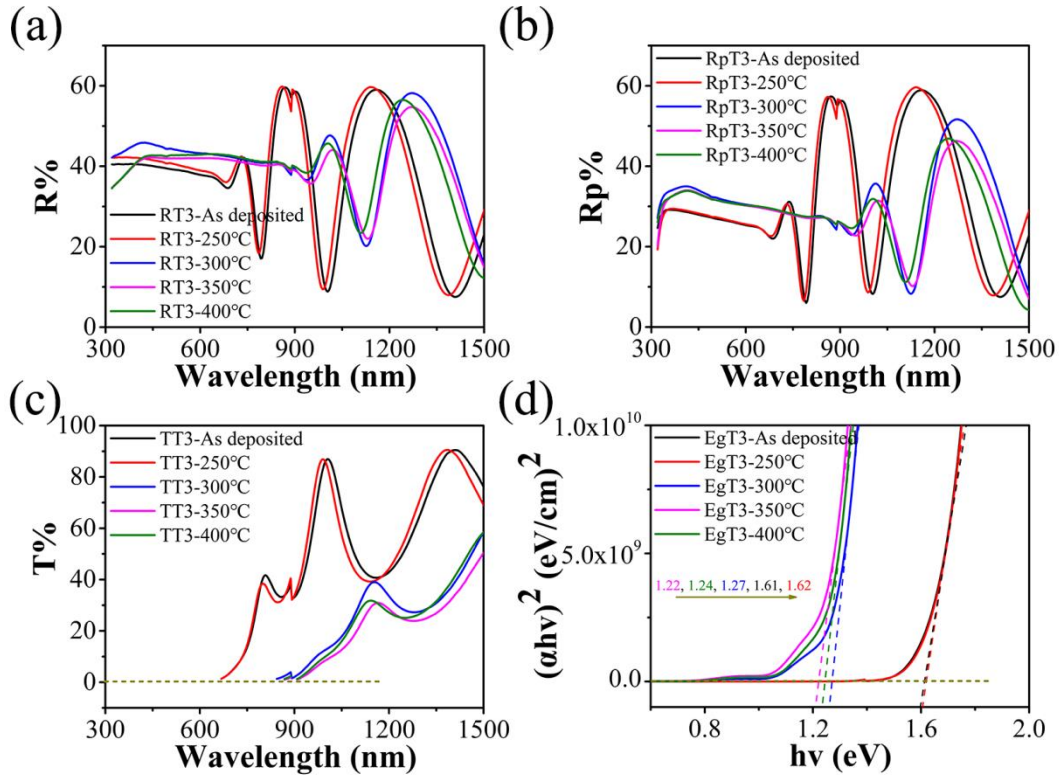 (a)
R%
60
40
20
0
RT3-As deposited
RT3-250℃
RT3-300℃
RT3-350℃
RT3-400℃
300 600 900 1200 1500
Wavelength (nm)
(b)
Rp%
60
40
20
0
RpT3-As deposited
RpT3-250℃
RpT3-300℃
RpT3-350℃
RpT3-400℃
300 600 900 1200 1500
Wavelength (nm)
(c)
T%
100
80
60
40
20
0
TT3-As deposited
TT3-250℃
TT3-300℃
TT3-350℃
TT3-400℃
300 600 900 1200 1500
Wavelength (nm)
(d)
(αhv)² (eV/cm)²
1.0x10¹⁰
5.0x10⁹
0.0
EgT3-As deposited
EgT3-250℃
EgT3-300℃
EgT3-350℃
EgT3-400℃
1.22, 1.24, 1.27, 1.61, 1.62
0.8 1.2 1.6 2.0
hv (eV)